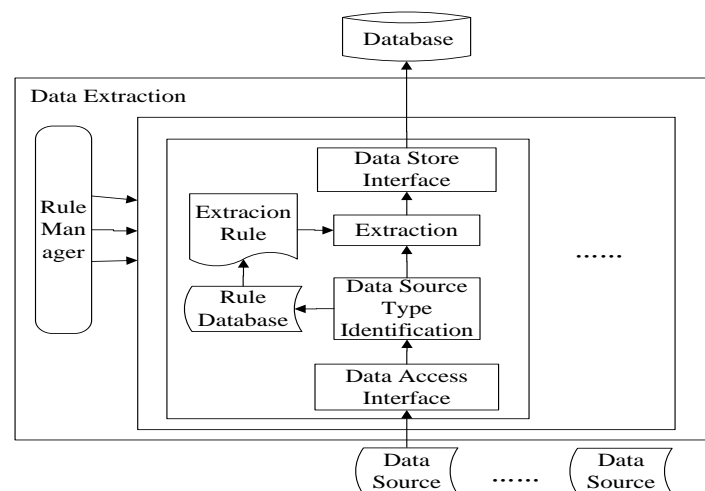 Database
Data Extraction
Rule
Man
ager
Data Store
Interface
Extracion
Rule
Extraction
......
Data Source
Type
Identification
Rule
Database
Data Access
Interface
Data
Source
......
Data
Source